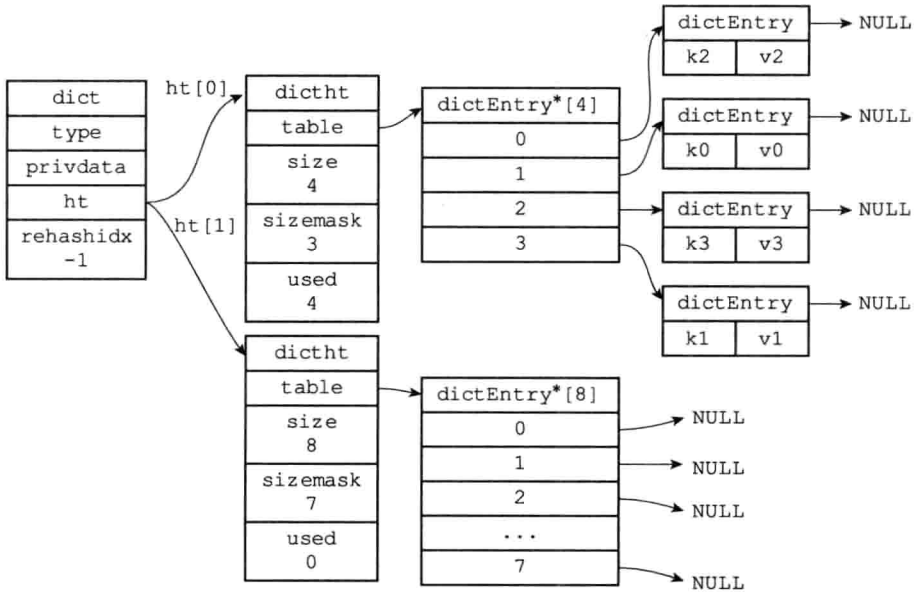 dict
type
privdata
ht
rehashidx
-1
ht[0]
ht[1]
dictht
table
size
4
sizemask
3
used
4
dictEntry*[4]
0
1
2
3
dictEntry
k2 v2
NULL
dictEntry
k0 v0
NULL
dictEntry
k3 v3
NULL
dictEntry
k1 v1
NULL
dictht
table
size
8
sizemask
7
used
0
dictEntry*[8]
0
1
2
...
7
NULL
NULL
NULL
NULL